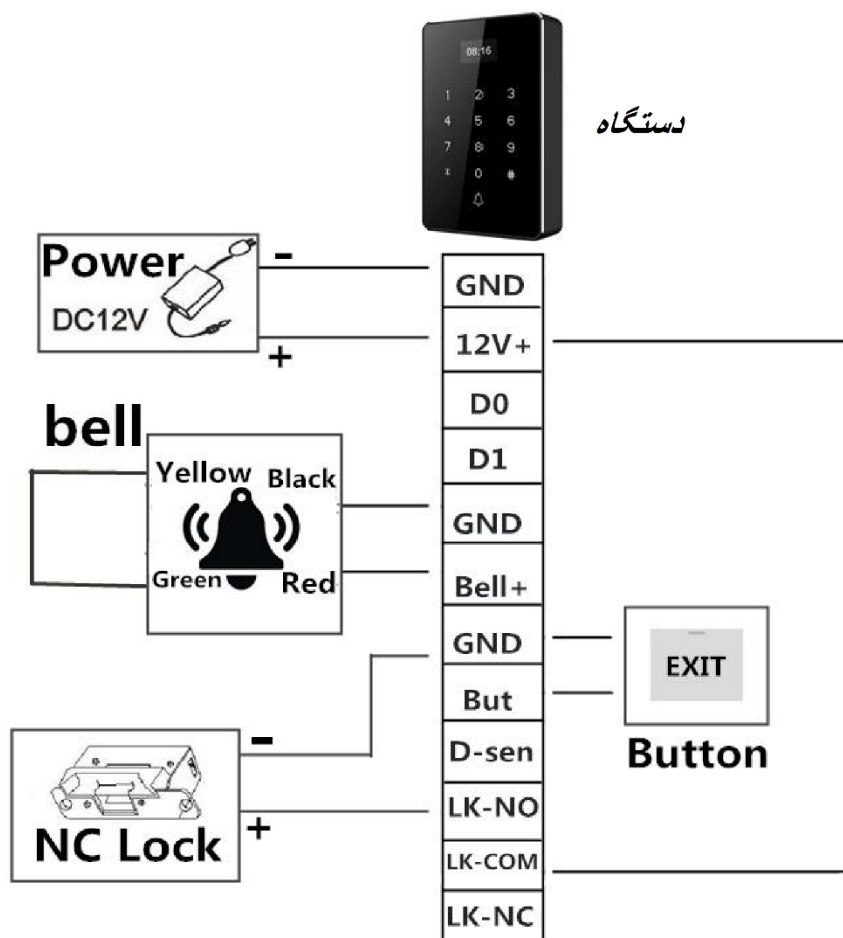 08:16
1 2 3
4 5 6
7 8 9
* 0 #
دستگاه
Power
DC12V
-
+
bell
Yellow Black
Green Red
GND
12V+
D0
D1
GND
Bell+
GND
But
D-sen
LK-NO
LK-COM
LK-NC
EXIT
Button
-
+
NC Lock